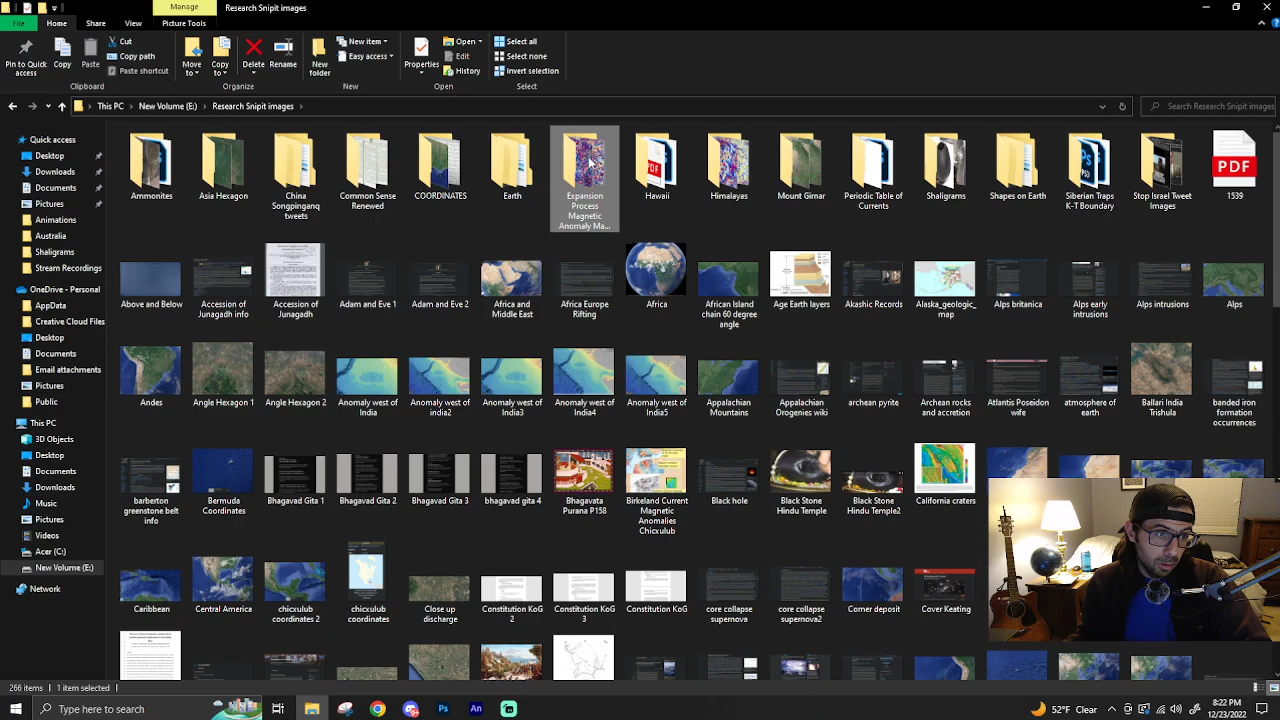 Manage
Research Snipit images
File
Home
Share
View
Picture Tools
Pin to Quick access
Copy
Paste
Cut
Copy path
Paste shortcut
Move to
Copy to
Delete
Rename
New folder
New item
Easy access
Properties
Open
Edit
History
Select all
Select none
Invert selection
Clipboard
Organize
New
Open
Select
This PC
New Volume (E:)
Research Snipit images
Search Research Snipit images
Quick access
Desktop
Downloads
Documents
Pictures
Animations
Australia
Shaligrams
Storm Recordings
OneDrive - Personal
AppData
Creative Cloud Files
Desktop
Documents
Email attachments
Pictures
Public
This PC
3D Objects
Desktop
Documents
Downloads
Music
Pictures
Videos
Acer (C:)
New Volume (E:)
Network
Ammonites
Asia Hexagon
China Songpinganq tweets
Common Sense Renewed
COORDINATES
Earth
Expansion Process Magnetic Anomaly Ma...
PDF
Hawaii
Himalayas
Mount Girnar
Periodic Table of Currents
Shaligrams
Shapes on Earth
Siberian Traps K-T Boundary
Stop Israel Tweet Images
PDF
1539
Above and Below
Accession of Junagadh info
Accession of Junagadh
Adam and Eve 1
Adam and Eve 2
Africa and Middle East
Africa Europe Rifting
Africa
African Island chain 60 degree angle
Age Earth layers
Akashic Records
Alaska_geologic_map
Alps britanica
Alps early intrusions
Alps intrusions
Alps
Andes
Angle Hexagon 1
Angle Hexagon 2
Anomaly west of India
Anomaly west of india2
Anomaly west of India3
Anomaly west of India4
Anomaly west of India5
Appalachian Mountains
Appalachian Orogenies wiki
archean pyrite
Archean rocks and accretion
Atlantis Poseidon wife
atmosphere of earth
Ballari India Trishula
banded iron formation occurrences
barberton greenstone belt info
Bermuda Coordinates
Bhagavad Gita 1
Bhagavad Gita 2
Bhagavad Gita 3
bhagavat gita 4
Bhagavata Purana P158
Birkeland Current Magnetic Anomalies Chicxulub
Black hole
Black Stone Hindu Temple
Black Stone Hindu Temple2
California crates
Caribbean
Central America
chicxulub coordinates 2
chicxulub coordinates
Close up discharge
Constitution KoG 2
Constitution KoG 3
Constitution KoG
core collapse supernova
core collapse supernova2
Corner deposit
Cover Keating
266 items
1 item selected
Type here to search
Ps
An
52°F Clear
8:22 PM
12/23/2022